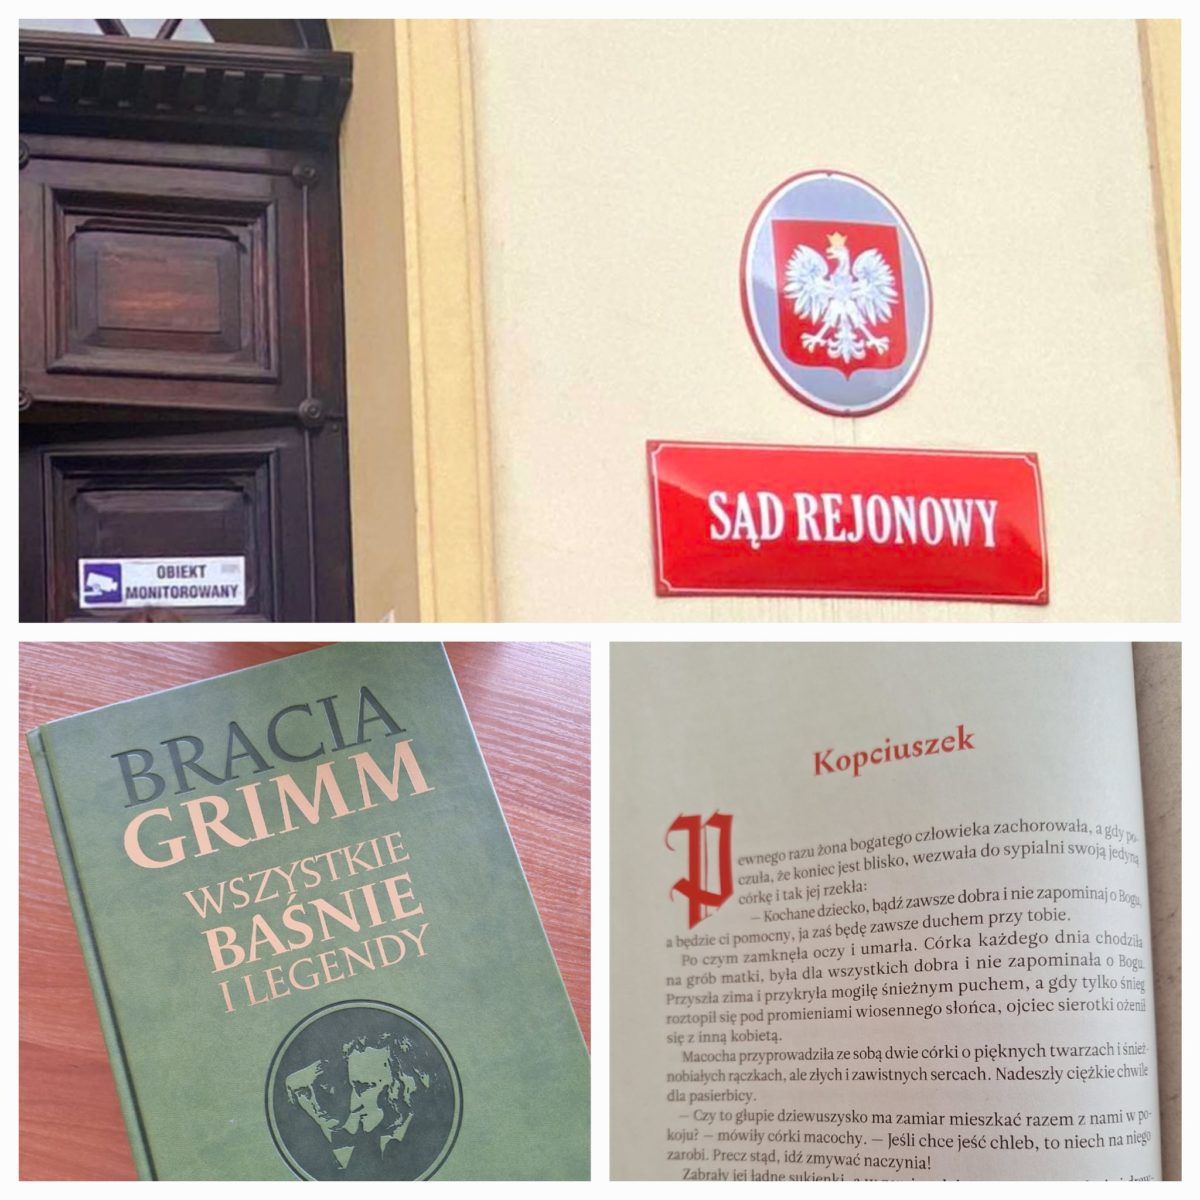 SĄD REJONOWY
OBIEKT
MONITOROWANY
BRACIA
GRIMM
WSZYSTKIE
BAŚNIE
I LEGENDY
Kopciuszek
Pewnego razu żona bogatego człowieka zachorowała, a gdy po-
czuła, że koniec jest blisko, wezwała do sypialni swoją jedyną
córkę i tak jej rzekła:
– Kochane dziecko, bądź zawsze dobra i nie zapominaj o Bogu,
a będzie ci pomocny, ja zaś będę zawsze duchem przy tobie.
Po czym zamknęła oczy i umarła. Córka każdego dnia chodziła
na grób matki, była dla wszystkich dobra i nie zapominała o Bogu.
Przyszła zima i przykryła mogiłę śnieżnym puchem, a gdy tylko śnieg
roztopił się pod promieniami wiosennego słońca, ojciec sierotki ożenił
się z inną kobietą.
Macocha przyprowadziła ze sobą dwie córki o pięknych twarzach i śnież-
nobiałych rączkach, ale złych i zawistnych sercach. Nadeszły ciężkie chwile
dla pasierbicy.
– Czy to głupie dziewuszysko ma zamiar mieszkać razem z nami w po-
koju? – mówiły córki macochy. – Jeśli chce jeść chleb, to niech na niego
zarobi. Precz stąd, idź zmywać naczynia!
Zabrały jej ładne sukienki,